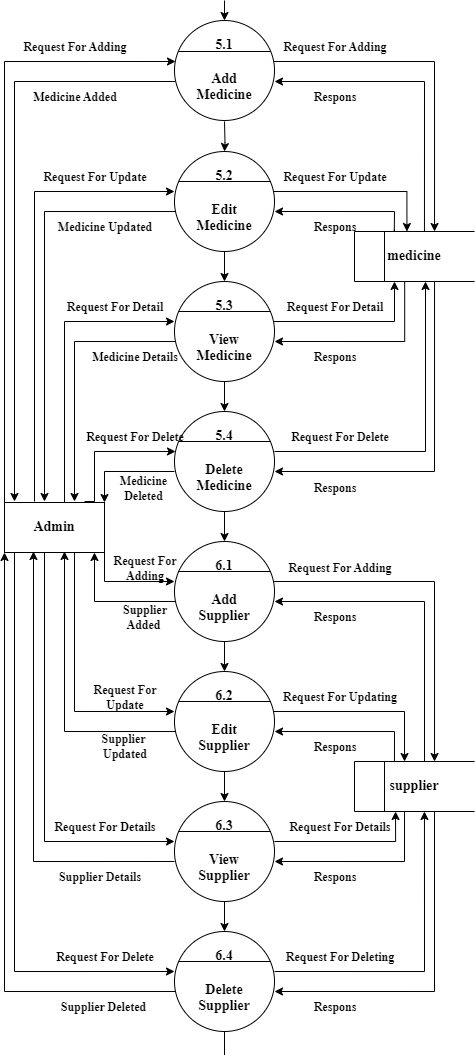 5.1
Request For Adding
Request For Adding
Add
Medicine
Medicine Added
Respons
5.2
Request For Update
Request For Update
Edit
Medicine
Medicine Updated
Respons
medicine
5.3
Request For Detail
Request For Detail
View
Medicine
Medicine Details
Respons
5.4
Request For Delete
Request For Delete
Delete
Medicine
Medicine
Deleted
Respons
Admin
6.1
Request For
Adding
Request For Adding
Add
Supplier
Supplier
Added
Respons
6.2
Request For
Update
Request For Updating
Edit
Supplier
Supplier
Updated
Respons
supplier
6.3
Request For Details
Request For Details
View
Supplier
Supplier Details
Respons
6.4
Request For Delete
Request For Deleting
Delete
Supplier
Supplier Deleted
Respons